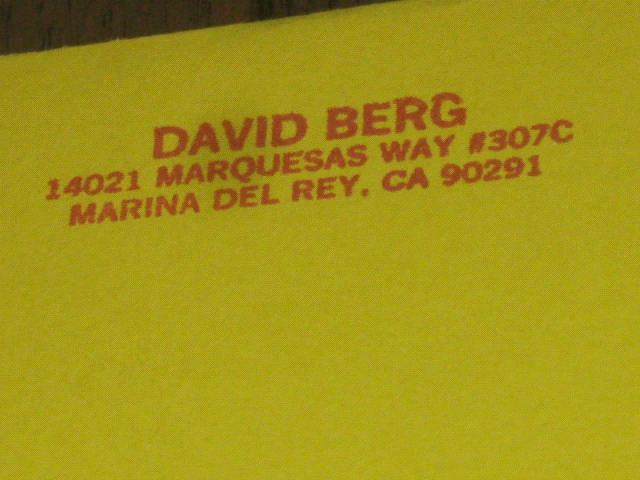 DAVID BERG
14021 MARQUESAS WAY #307C
MARINA DEL REY, CA 90291